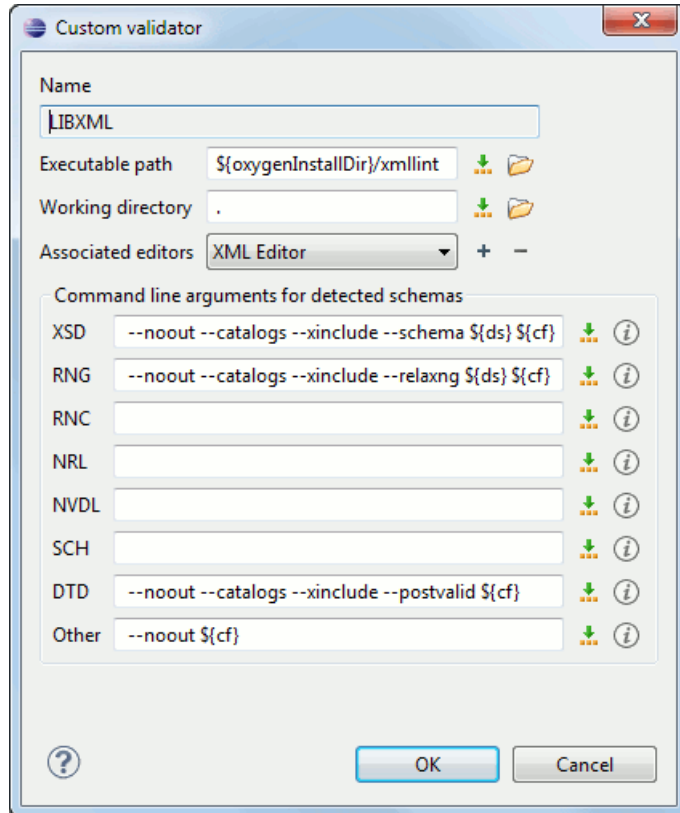 Custom validator
Name
LIBXML
Executable path ${oxygenInstallDir}/xmllint
Working directory .
Associated editors XML Editor + −
Command line arguments for detected schemas
XSD --noout --catalogs --xinclude --schema ${ds} ${cf}
RNG --noout --catalogs --xinclude --relaxng ${ds} ${cf}
RNC
NRL
NVDL
SCH
DTD --noout --catalogs --xinclude --postvalid ${cf}
Other --noout ${cf}
OK Cancel